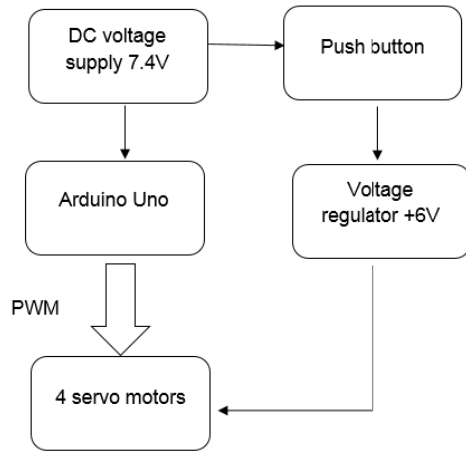 DC voltage
supply 7.4V
Push button
Arduino Uno
Voltage
regulator +6V
PWM
4 servo motors